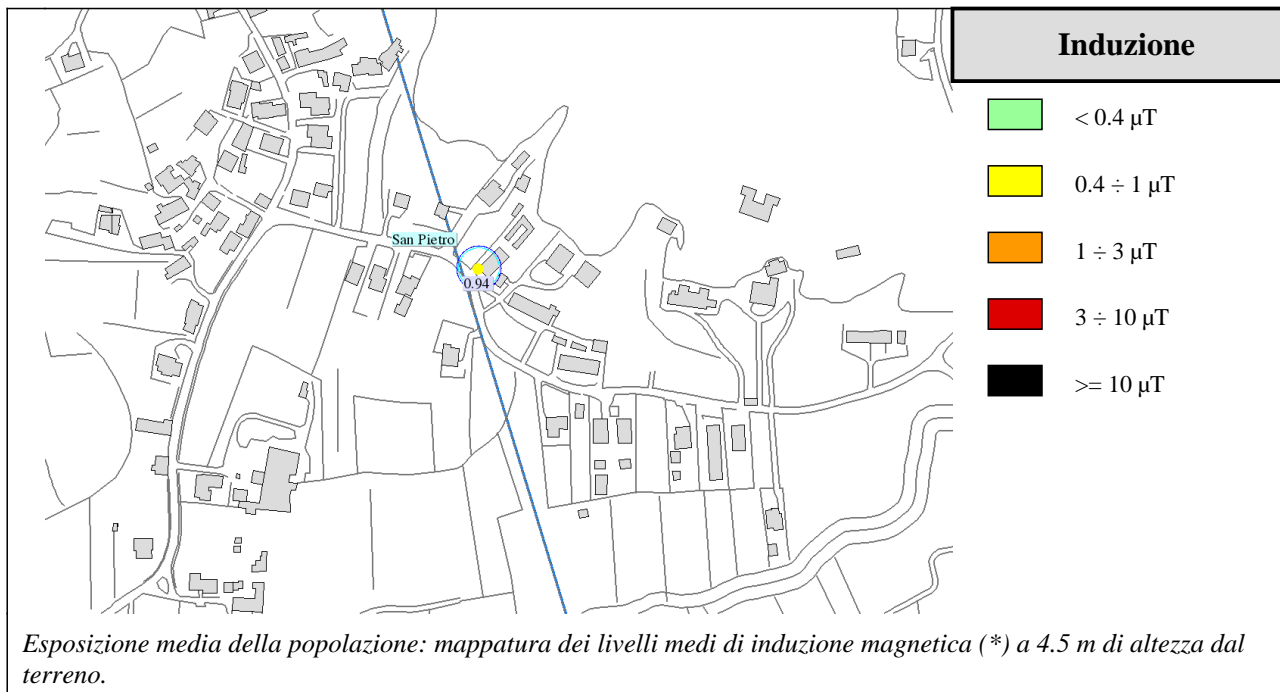 Induzione
< 0.4 µT
0.4 ÷ 1 µT
1 ÷ 3 µT
3 ÷ 10 µT
>= 10 µT
San Pietro
0.94
Esposizione media della popolazione: mappatura dei livelli medi di induzione magnetica (*) a 4.5 m di altezza dal
terreno.